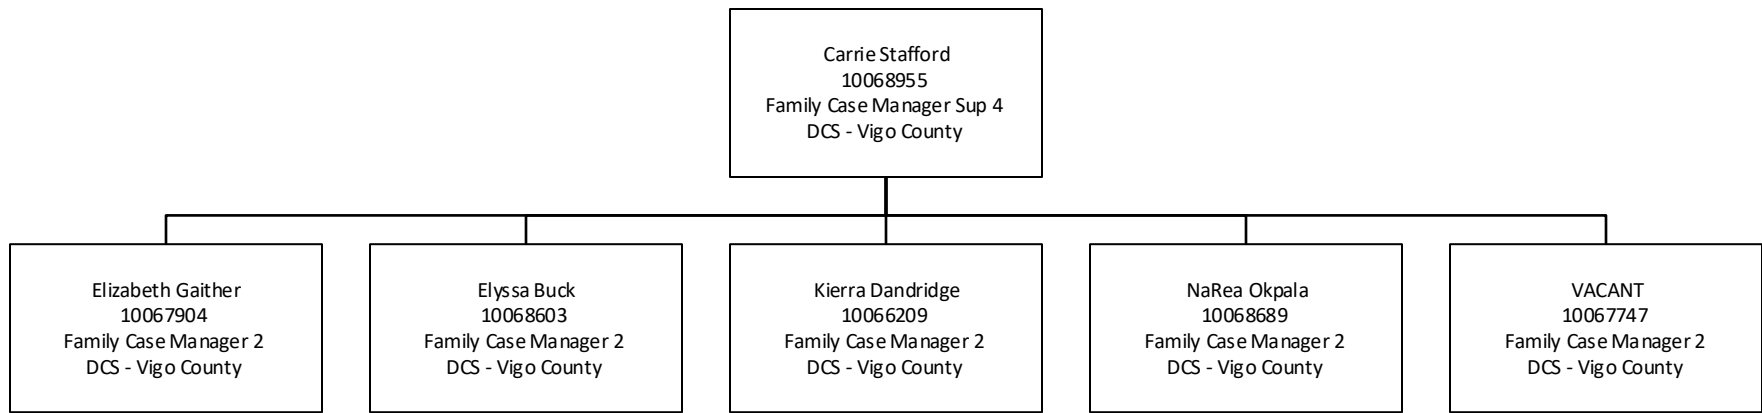 Carrie Stafford
10068955
Family Case Manager Sup 4
DCS - Vigo County
Elizabeth Gaither
10067904
Family Case Manager 2
DCS - Vigo County
Elyssa Buck
10068603
Family Case Manager 2
DCS - Vigo County
Kierra Dandridge
10066209
Family Case Manager 2
DCS - Vigo County
NaRea Okpala
10068689
Family Case Manager 2
DCS - Vigo County
VACANT
10067747
Family Case Manager 2
DCS - Vigo County